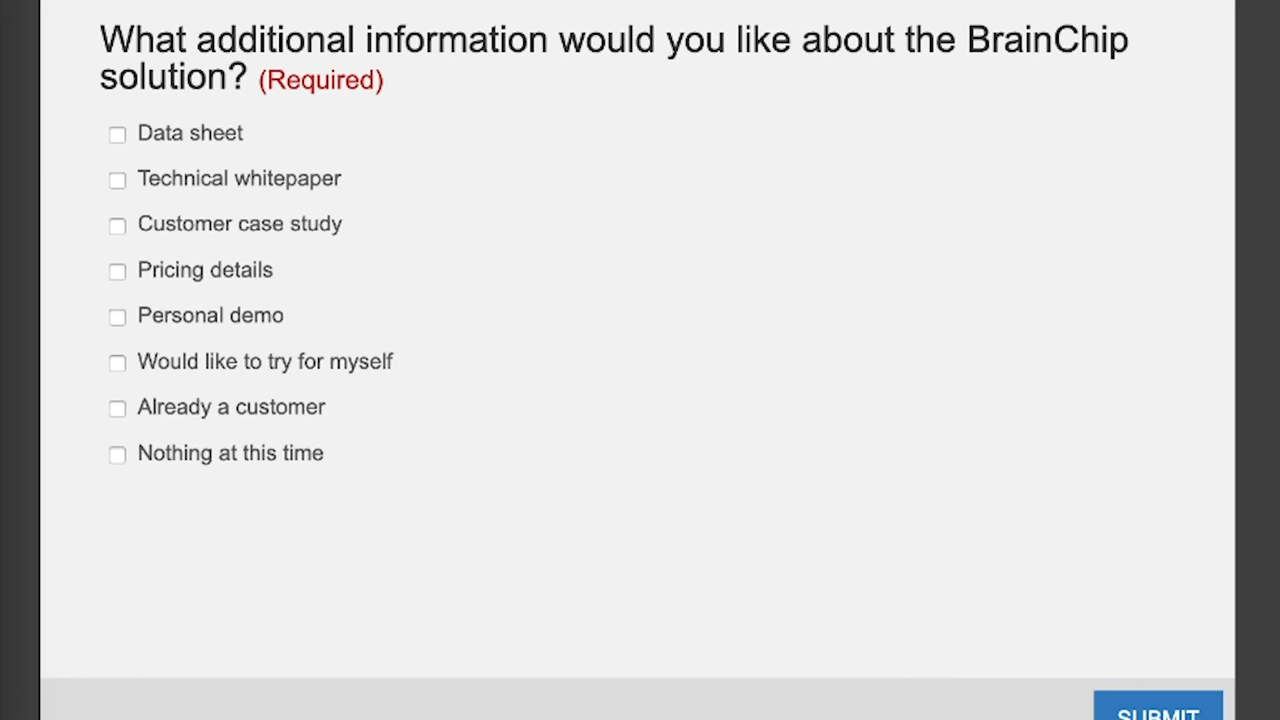 What additional information would you like about the BrainChip
solution? (Required)
Data sheet
Technical whitepaper
Customer case study
Pricing details
Personal demo
Would like to try for myself
Already a customer
Nothing at this time
SUBMIT